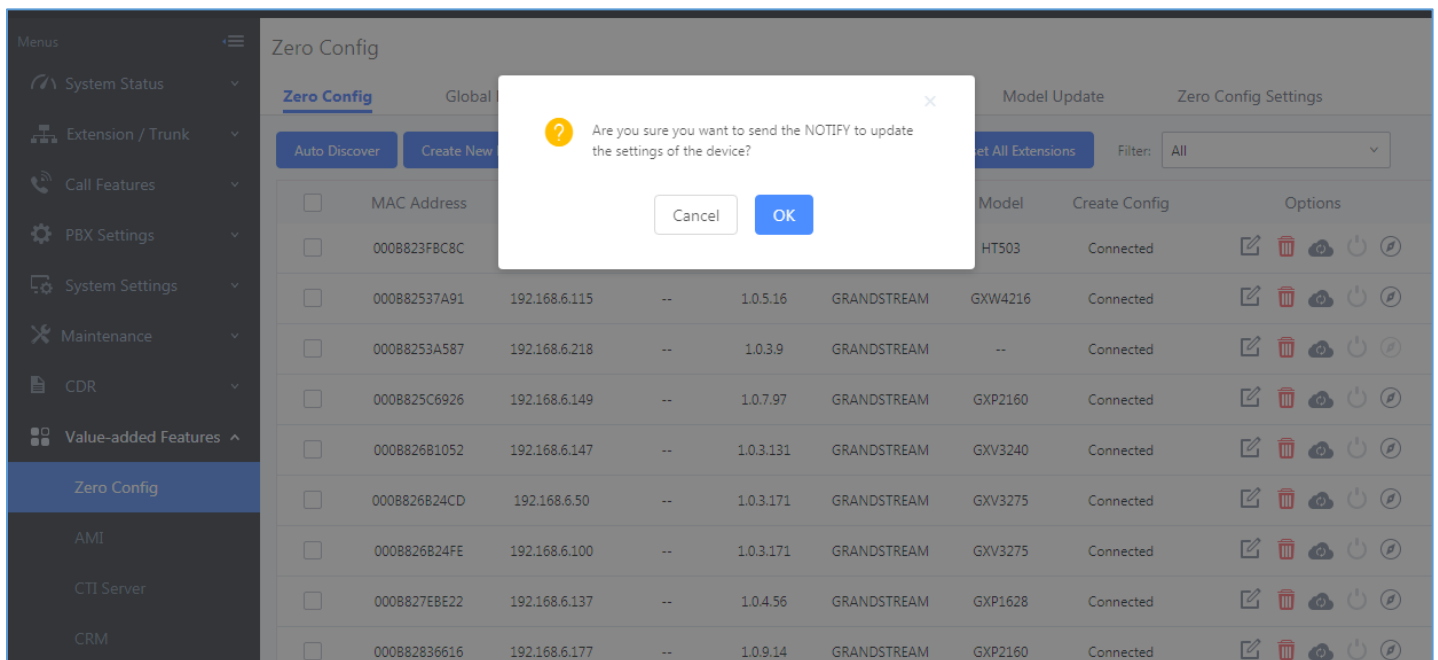 Menus
System Status
Extension / Trunk
Call Features
PBX Settings
System Settings
Maintenance
CDR
Value-added Features
Zero Config
AMI
CTI Server
CRM
Zero Config
Zero Config Global Model Update Zero Config Settings
Auto Discover Create New et All Extensions Filter: All
Are you sure you want to send the NOTIFY to update
the settings of the device?
Cancel OK
MAC Address Model Create Config Options
000B823FBC8C HT503 Connected
000B82537A91 192.168.6.115 -- 1.0.5.16 GRANDSTREAM GXW4216 Connected
000B8253A587 192.168.6.218 -- 1.0.3.9 GRANDSTREAM -- Connected
000B825C6926 192.168.6.149 -- 1.0.7.97 GRANDSTREAM GXP2160 Connected
000B826B1052 192.168.6.147 -- 1.0.3.131 GRANDSTREAM GXV3240 Connected
000B826B24CD 192.168.6.50 -- 1.0.3.171 GRANDSTREAM GXV3275 Connected
000B826B24FE 192.168.6.100 -- 1.0.3.171 GRANDSTREAM GXV3275 Connected
000B827EBE22 192.168.6.137 -- 1.0.4.56 GRANDSTREAM GXP1628 Connected
000B82836616 192.168.6.177 -- 1.0.9.14 GRANDSTREAM GXP2160 Connected